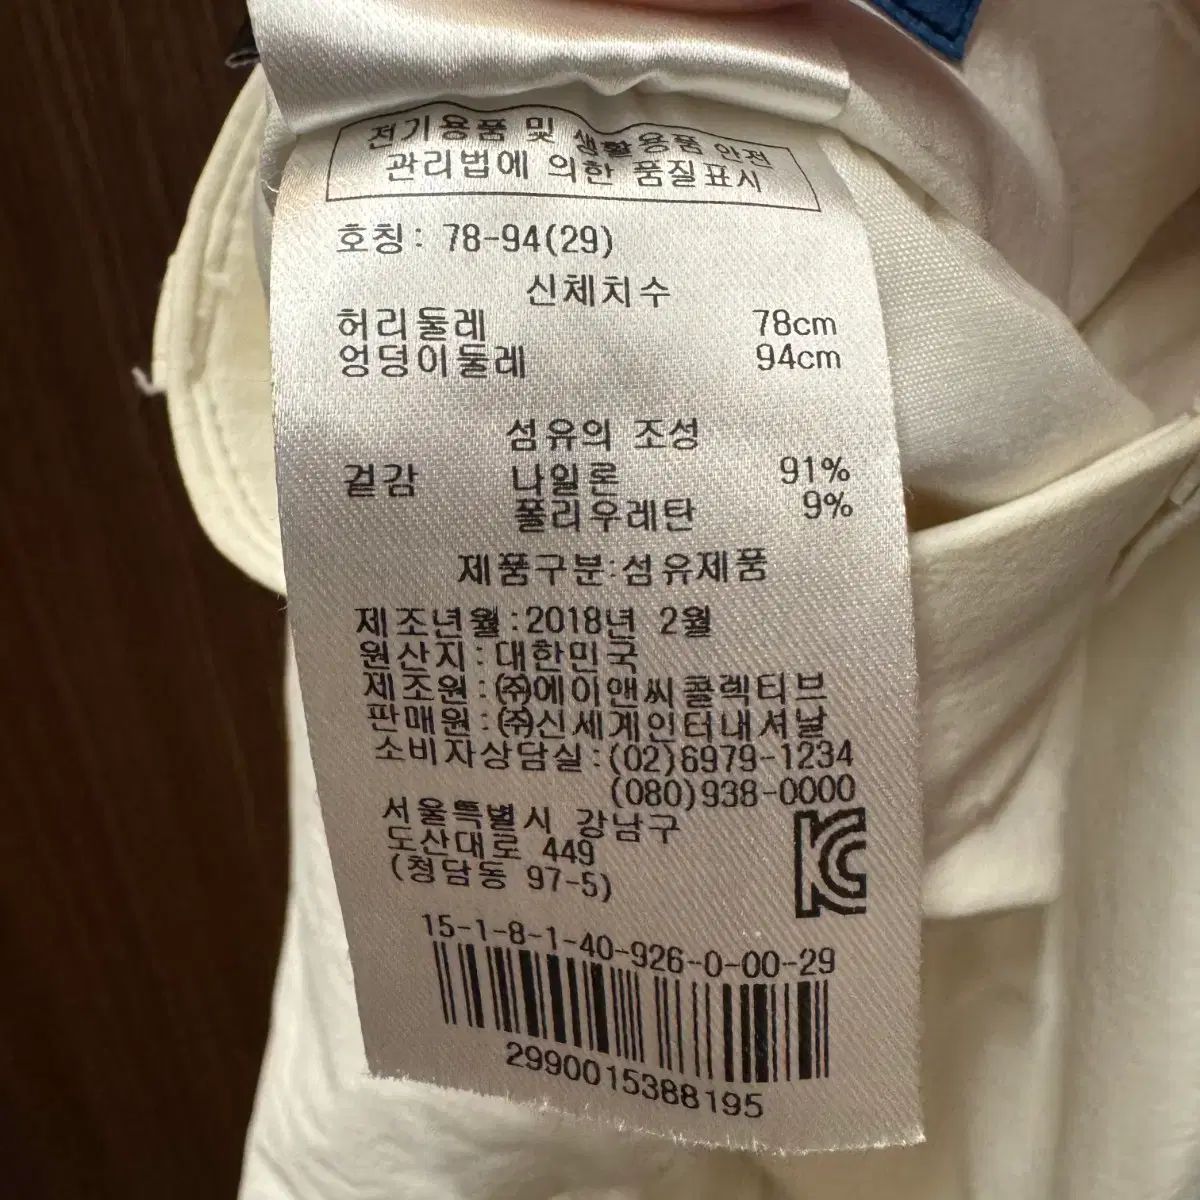 전기용품 및 생활용품 안전
관리법에 의한 품질표시
호칭: 78-94(29)
신체치수
허리둘레 78cm
엉덩이둘레 94cm
섬유의 조성
겉감 나일론 91%
폴리우레탄 9%
제품구분:섬유제품
제조년월:2018년 2월
원산지:대한민국
제조원:㈜에이앤씨콜렉티브
판매원:㈜신세계인터내셔날
소비자상담실:(02)6979-1234
(080)938-0000
서울특별시 강남구
도산대로 449
(청담동 97-5)
KC
15-1-8-1-40-926-0-00-29
2990015388195